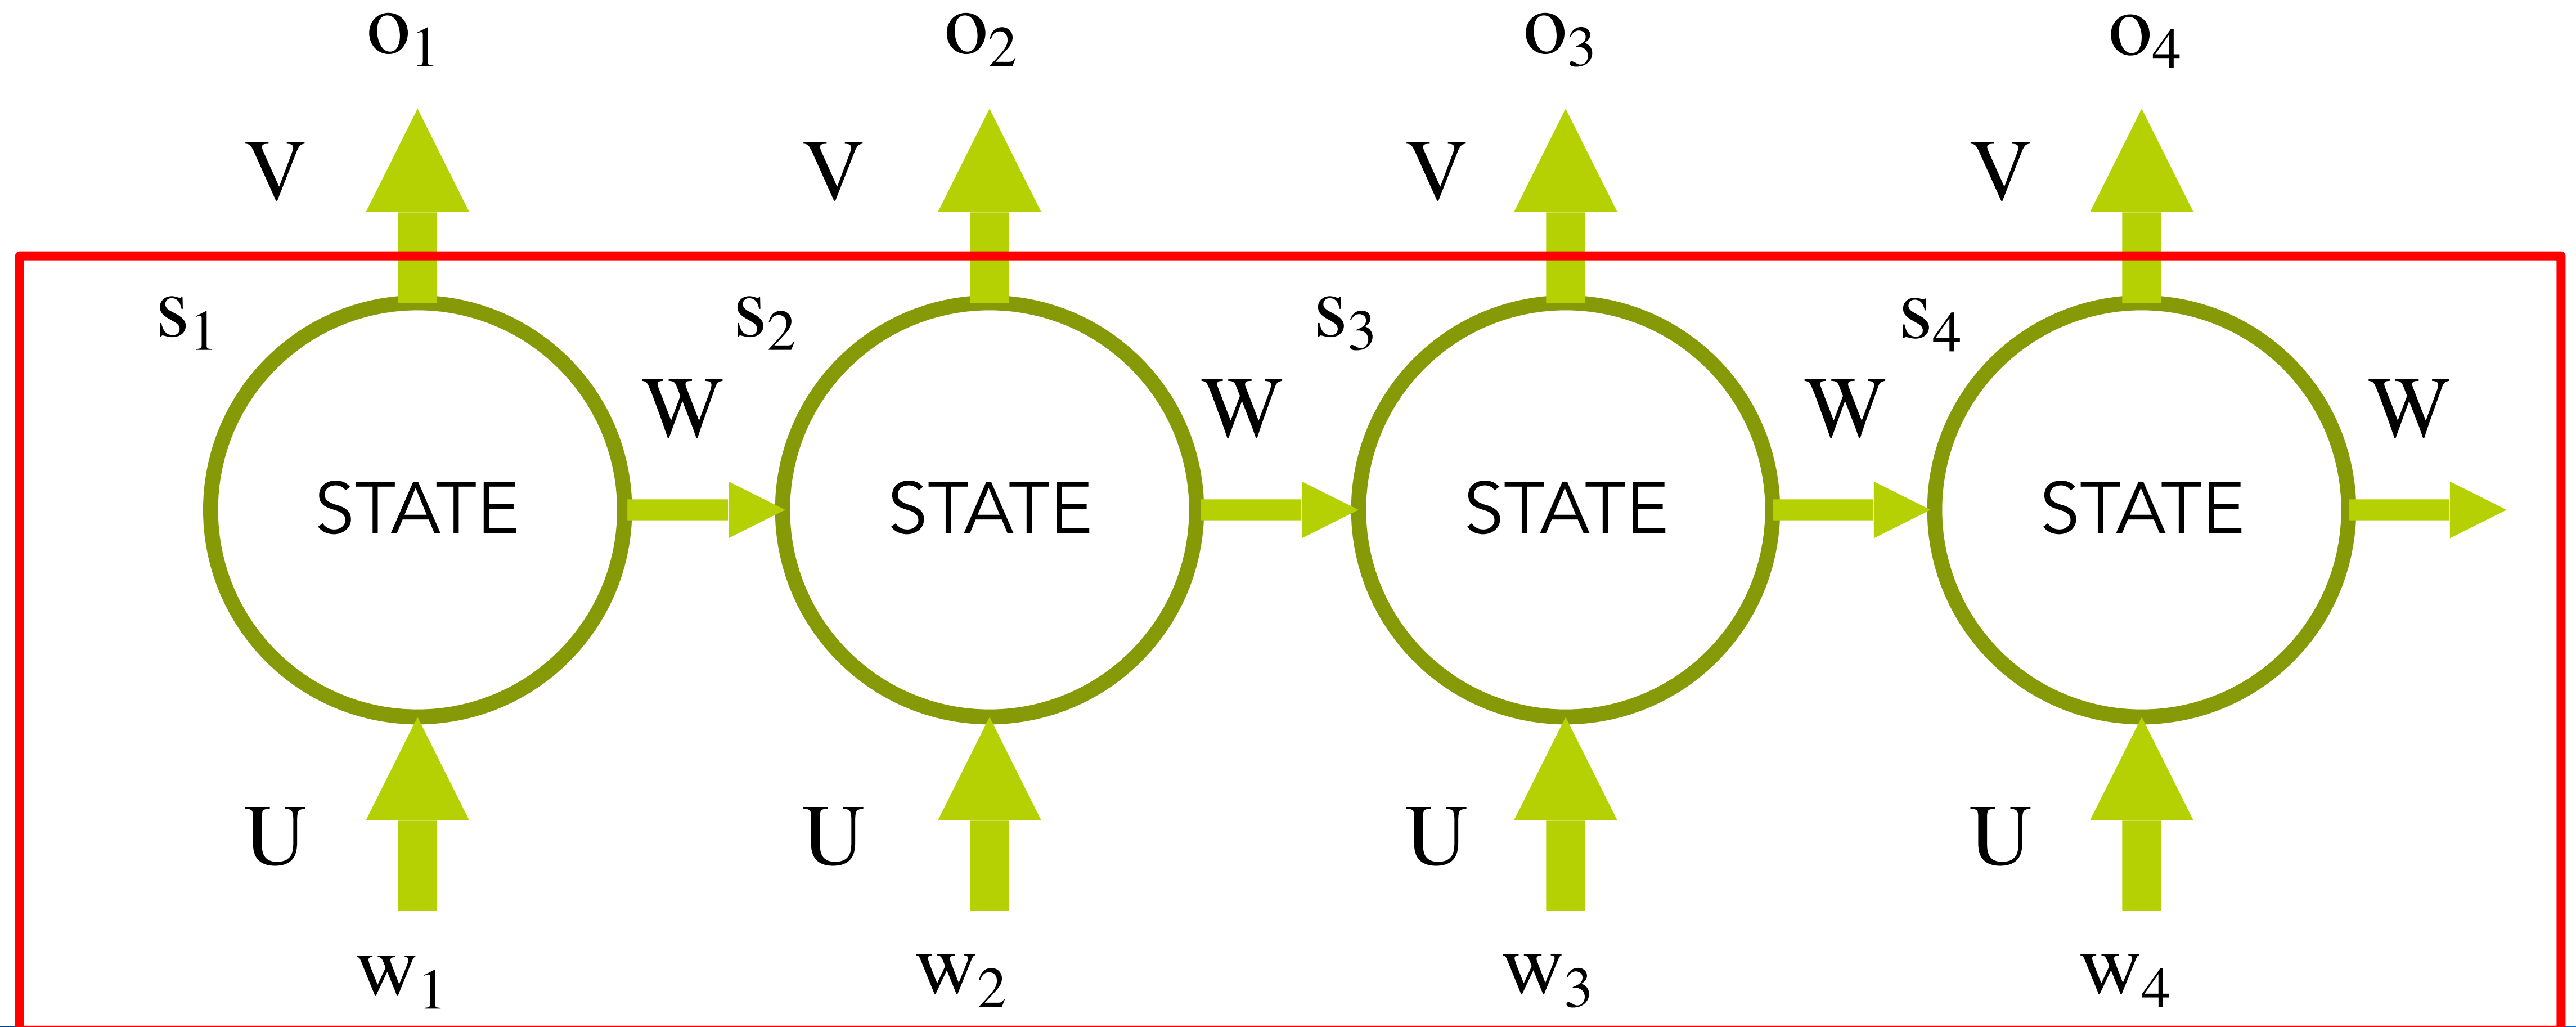 o₁ o₂ o₃ o₄
V V V V
s₁ s₂ s₃ s₄
W W W W
STATE STATE STATE STATE
U U U U
w₁ w₂ w₃ w₄